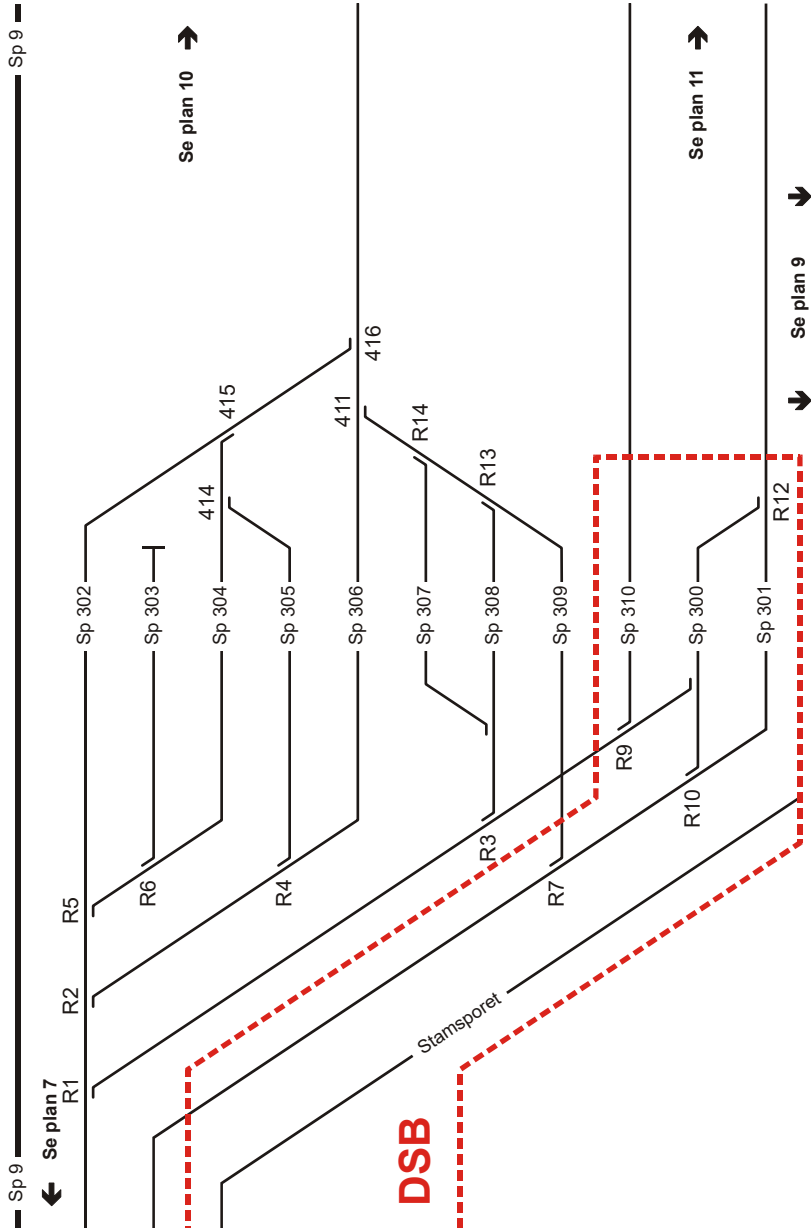 Sp 9
Sp 9
Se plan 7
Se plan 10
Se plan 11
Se plan 9
R1
R2
R5
R6
R4
R3
R7
R9
R10
R12
R13
R14
411
414
415
416
Sp 302
Sp 303
Sp 304
Sp 305
Sp 306
Sp 307
Sp 308
Sp 309
Sp 310
Sp 300
Sp 301
Stamsporet
DSB